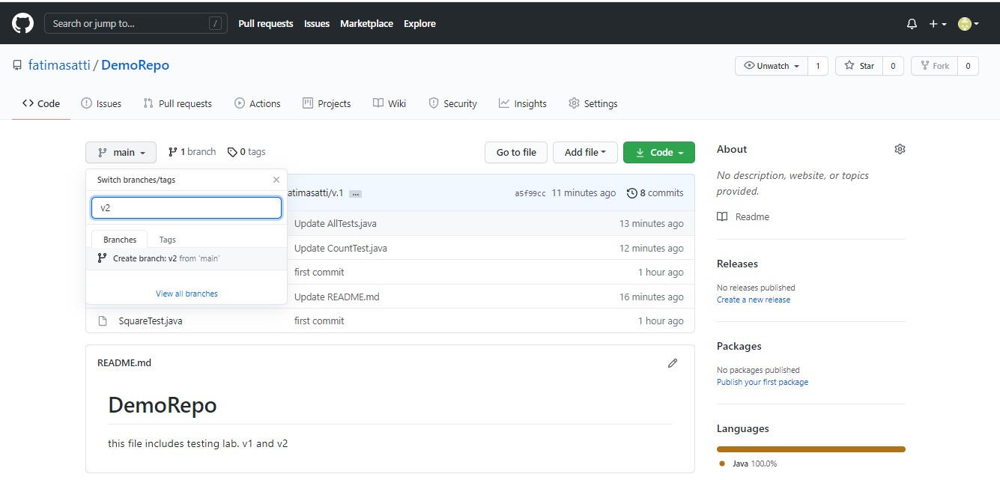 Search or jump to... / Pull requests Issues Marketplace Explore
fatimasatti / DemoRepo Unwatch 1 Star 0 Fork 0
Code Issues Pull requests Actions Projects Wiki Security Insights Settings
main 1 branch 0 tags Go to file Add file Code
Switch branches/tags
v2
Branches Tags
Create branch: v2 from 'main'
View all branches
atimasatti/v.1 ... a5f99cc 11 minutes ago 8 commits
Update AllTests.java 13 minutes ago
Update CountTest.java 12 minutes ago
first commit 1 hour ago
Update README.md 16 minutes ago
SquareTest.java first commit 1 hour ago
README.md
DemoRepo
this file includes testing lab. v1 and v2
About
No description, website, or topics
provided.
Readme
Releases
No releases published
Create a new release
Packages
No packages published
Publish your first package
Languages
Java 100.0%